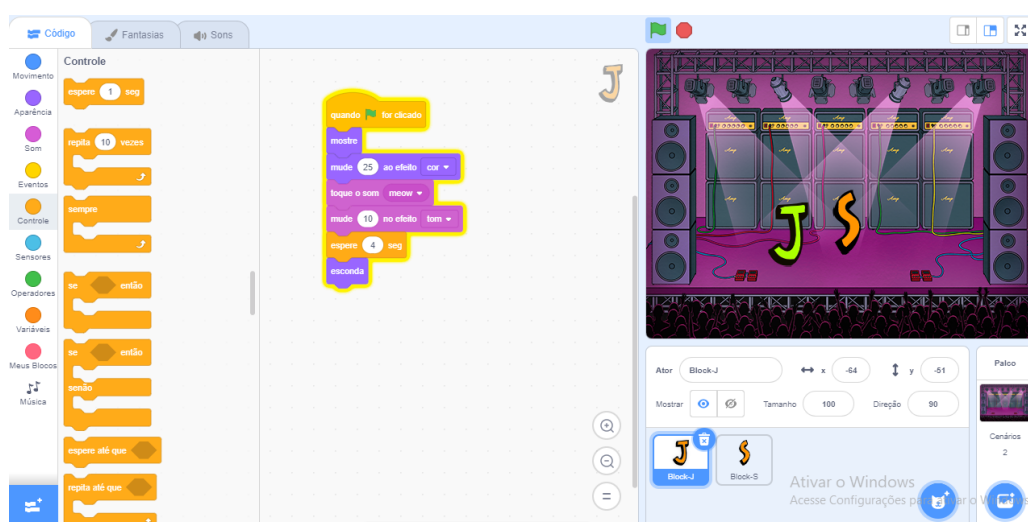 Código
Fantasias
Sons
Movimento
Aparência
Som
Eventos
Controle
Sensores
Operadores
Variáveis
Meus Blocos
Música
Controle
espere 1 seg
repita 10 vezes
sempre
se então
se então
senão
espere até que
repita até que
quando for clicado
mostre
mude 25 ao efeito cor
toque o som meow
mude 10 no efeito tom
espere 4 seg
esconda
J
J S
Ator Block-J x -64 y -51
Mostrar Tamanho 100 Direção 90
J
Block-J
S
Block-S
Palco
Cenários
2
Ativar o Windows